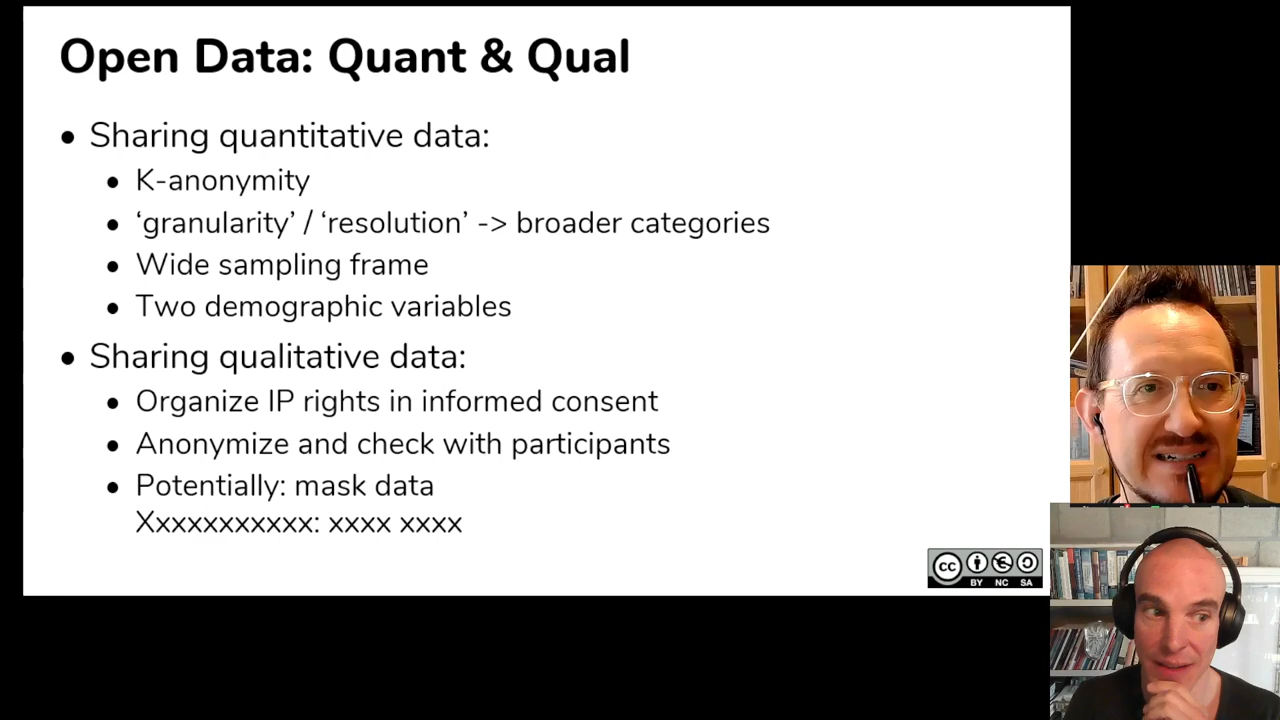 Open Data: Quant & Qual
Sharing quantitative data:
K-anonymity
‘granularity’ / ‘resolution’ -> broader categories
Wide sampling frame
Two demographic variables
Sharing qualitative data:
Organize IP rights in informed consent
Anonymize and check with participants
Potentially: mask data
Xxxxxxxxxxx: xxxx xxxx
cc
BY NC SA